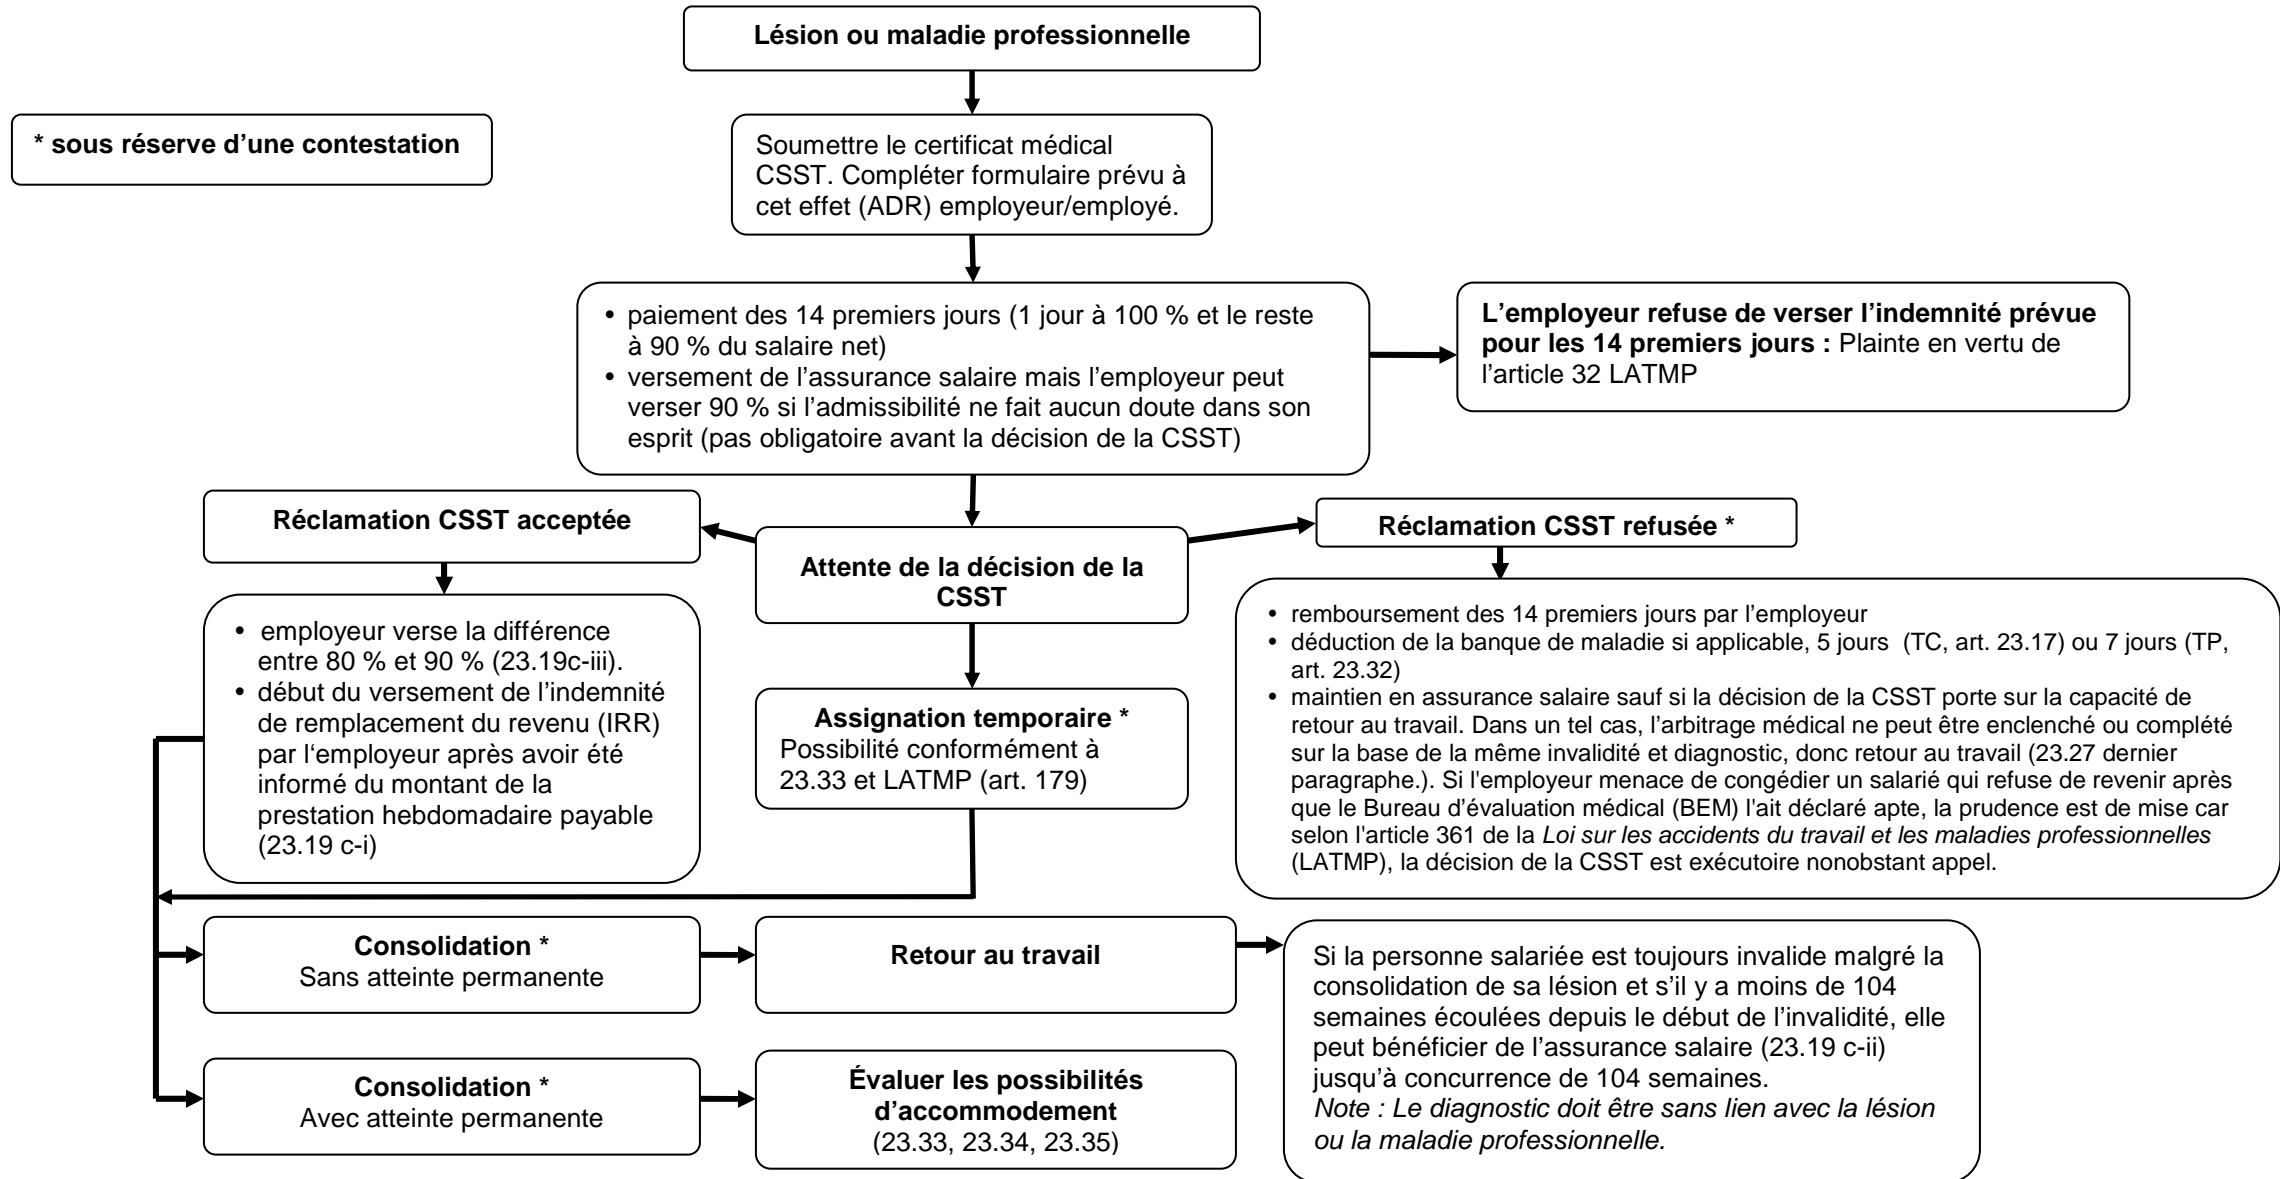 Lésion ou maladie professionnelle
* sous réserve d’une contestation
Soumettre le certificat médical
CSST. Compléter formulaire prévu à
cet effet (ADR) employeur/employé.
• paiement des 14 premiers jours (1 jour à 100 % et le reste
à 90 % du salaire net)
• versement de l’assurance salaire mais l’employeur peut
verser 90 % si l’admissibilité ne fait aucun doute dans son
esprit (pas obligatoire avant la décision de la CSST)
L’employeur refuse de verser l’indemnité prévue
pour les 14 premiers jours : Plainte en vertu de
l’article 32 LATMP
Réclamation CSST acceptée
Attente de la décision de la
CSST
Réclamation CSST refusée *
• employeur verse la différence
entre 80 % et 90 % (23.19c-iii).
• début du versement de l’indemnité
de remplacement du revenu (IRR)
par l‘employeur après avoir été
informé du montant de la
prestation hebdomadaire payable
(23.19 c-i)
Assignation temporaire *
Possibilité conformément à
23.33 et LATMP (art. 179)
• remboursement des 14 premiers jours par l’employeur
• déduction de la banque de maladie si applicable, 5 jours (TC, art. 23.17) ou 7 jours (TP,
art. 23.32)
• maintien en assurance salaire sauf si la décision de la CSST porte sur la capacité de
retour au travail. Dans un tel cas, l’arbitrage médical ne peut être enclenché ou complété
sur la base de la même invalidité et diagnostic, donc retour au travail (23.27 dernier
paragraphe.). Si l'employeur menace de congédier un salarié qui refuse de revenir après
que le Bureau d’évaluation médical (BEM) l'ait déclaré apte, la prudence est de mise car
selon l'article 361 de la Loi sur les accidents du travail et les maladies professionnelles
(LATMP), la décision de la CSST est exécutoire nonobstant appel.
Consolidation *
Sans atteinte permanente
Retour au travail
Si la personne salariée est toujours invalide malgré la
consolidation de sa lésion et s’il y a moins de 104
semaines écoulées depuis le début de l’invalidité, elle
peut bénéficier de l’assurance salaire (23.19 c-ii)
jusqu’à concurrence de 104 semaines.
Note : Le diagnostic doit être sans lien avec la lésion
ou la maladie professionnelle.
Consolidation *
Avec atteinte permanente
Évaluer les possibilités
d’accommodement
(23.33, 23.34, 23.35)